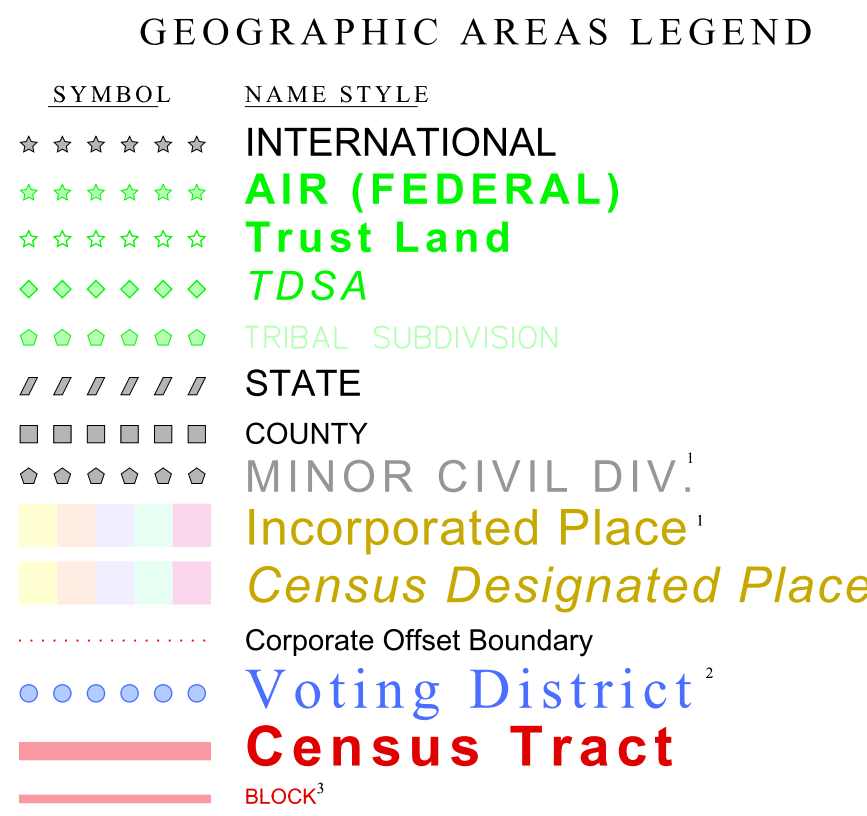 GEOGRAPHIC AREAS LEGEND
SYMBOL NAME STYLE
INTERNATIONAL
AIR (FEDERAL)
Trust Land
TDSA
TRIBAL SUBDIVISION
STATE
COUNTY
MINOR CIVIL DIV.¹
Incorporated Place ¹
Census Designated Place
Corporate Offset Boundary
Voting District ²
Census Tract
BLOCK³